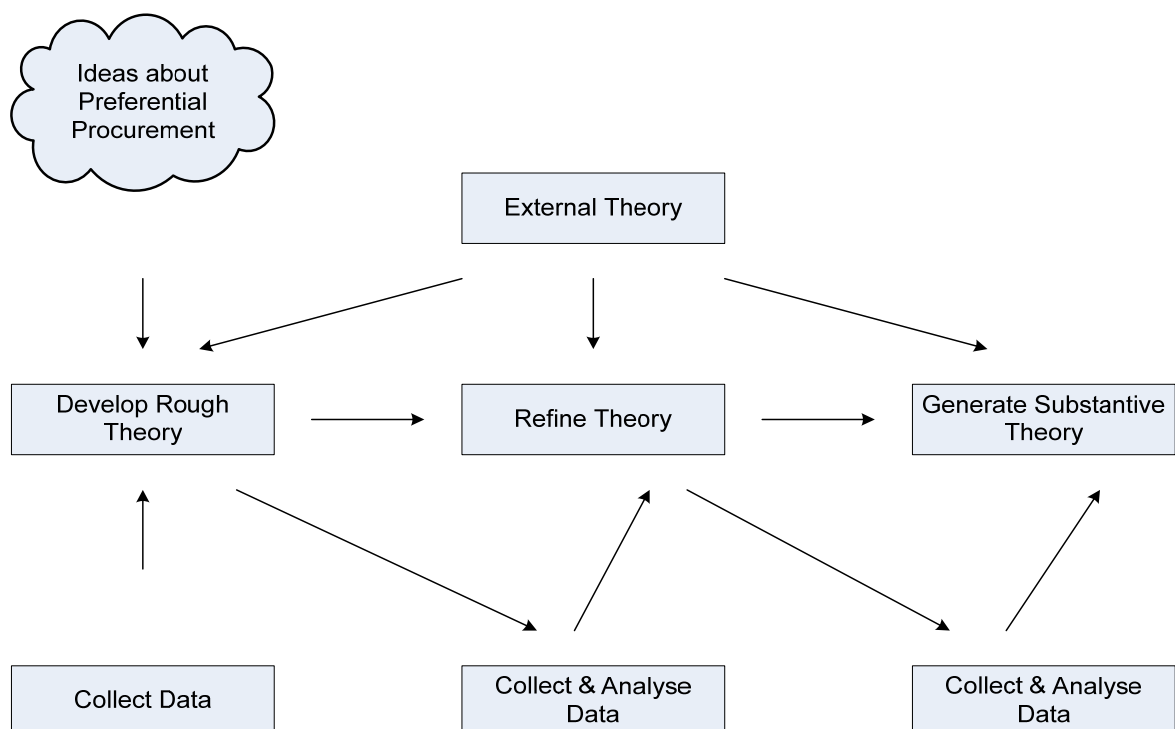 Ideas about
Preferential
Procurement
External Theory
Develop Rough
Theory
Refine Theory
Generate Substantive
Theory
Collect Data
Collect & Analyse
Data
Collect & Analyse
Data